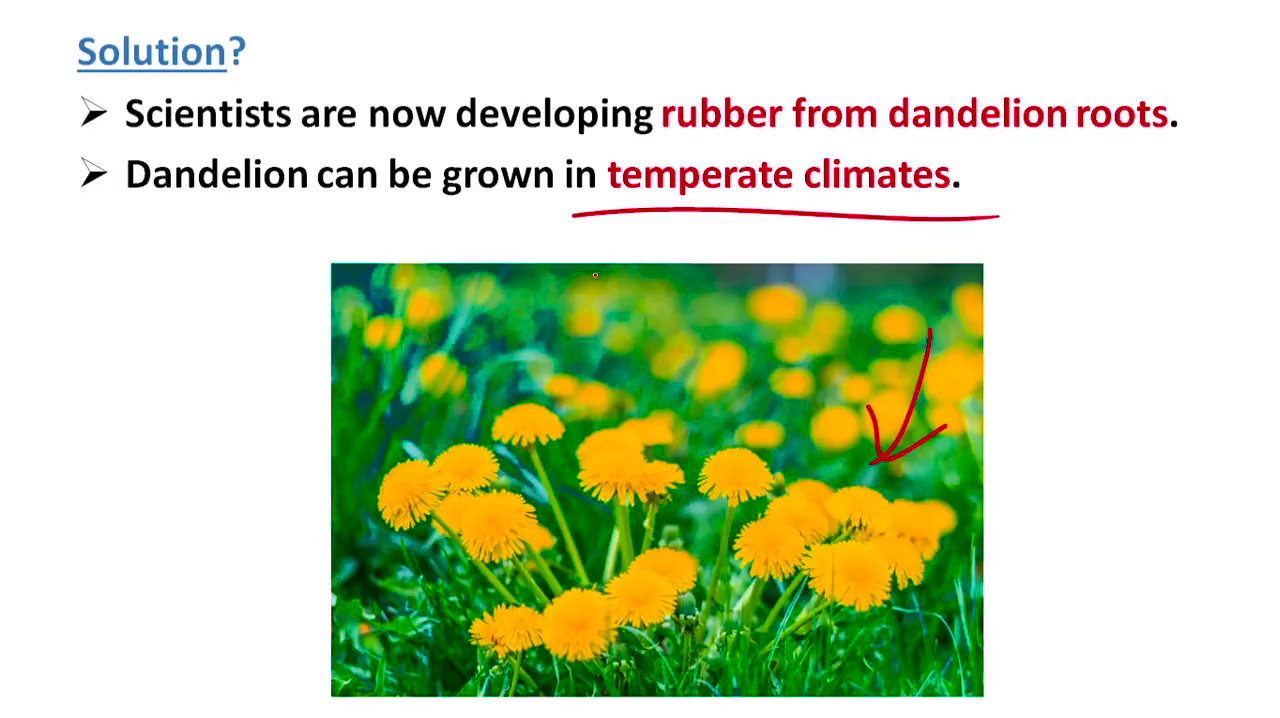 Solution?
➢ Scientists are now developing rubber from dandelion roots.
➢ Dandelion can be grown in temperate climates.